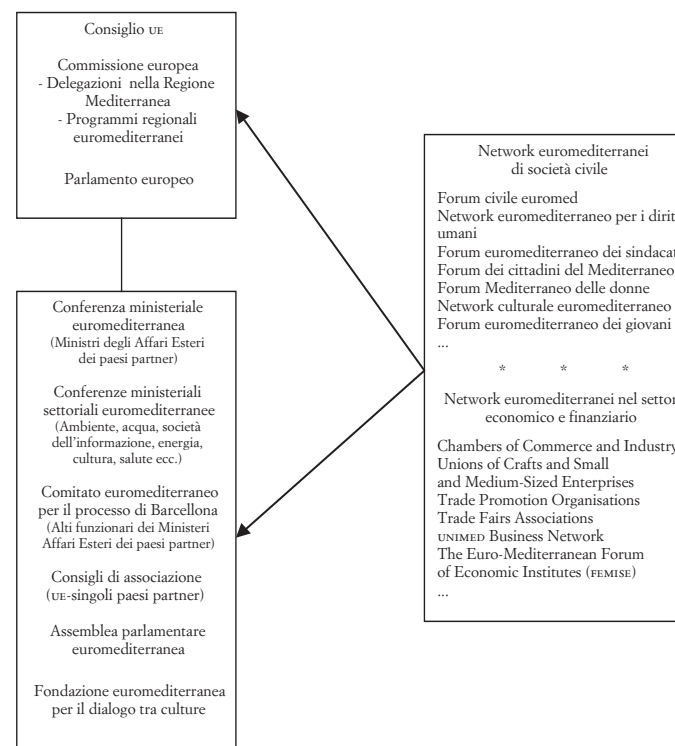 Consiglio UE
Commissione europea
- Delegazioni nella Regione
Mediterranea
- Programmi regionali
euromediterranei
Parlamento europeo
Conferenza ministeriale
euromediterranea
(Ministri degli Affari Esteri
dei paesi partner)
Conferenze ministeriali
settoriali euromediterranee
(Ambiente, acqua, società
dell'informazione, energia,
cultura, salute ecc.)
Comitato euromediterraneo
per il processo di Barcellona
(Alti funzionari dei Ministeri
Affari Esteri dei paesi partner)
Consigli di associazione
(UE-singoli paesi partner)
Assemblea parlamentare
euromediterranea
Fondazione euromediterranea
per il dialogo tra culture
Network euromediterranei
di società civile
Forum civile euromed
Network euromediterraneo per i dirit
umani
Forum euromediterraneo dei sindacat
Forum dei cittadini del Mediterraneo
Forum Mediterraneo delle donne
Network culturale euromediterraneo
Forum euromediterraneo dei giovani
...
* * *
Network euromediterranei nel settor
economico e finanziario
Chambers of Commerce and Industry
Unions of Crafts and Small
and Medium-Sized Enterprises
Trade Promotion Organisations
Trade Fairs Associations
UNIMED Business Network
The Euro-Mediterranean Forum
of Economic Institutes (FEMISE)
...